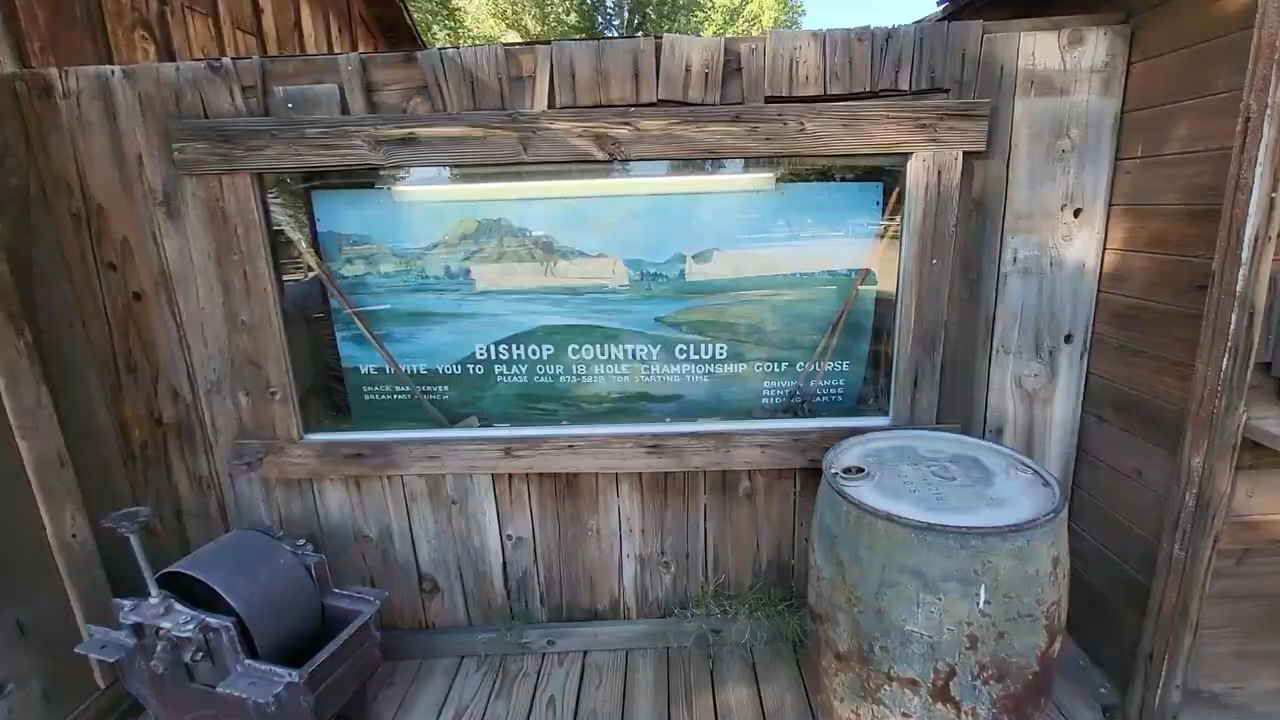 BISHOP COUNTRY CLUB
WE INVITE YOU TO PLAY OUR 18 HOLE CHAMPIONSHIP GOLF COURSE
PLEASE CALL 873-5828 FOR STARTING TIME
SNACK BAR SERVES
BREAKFAST LUNCH
DRIVING RANGE
RENTAL CLUBS
RIDING CARTS